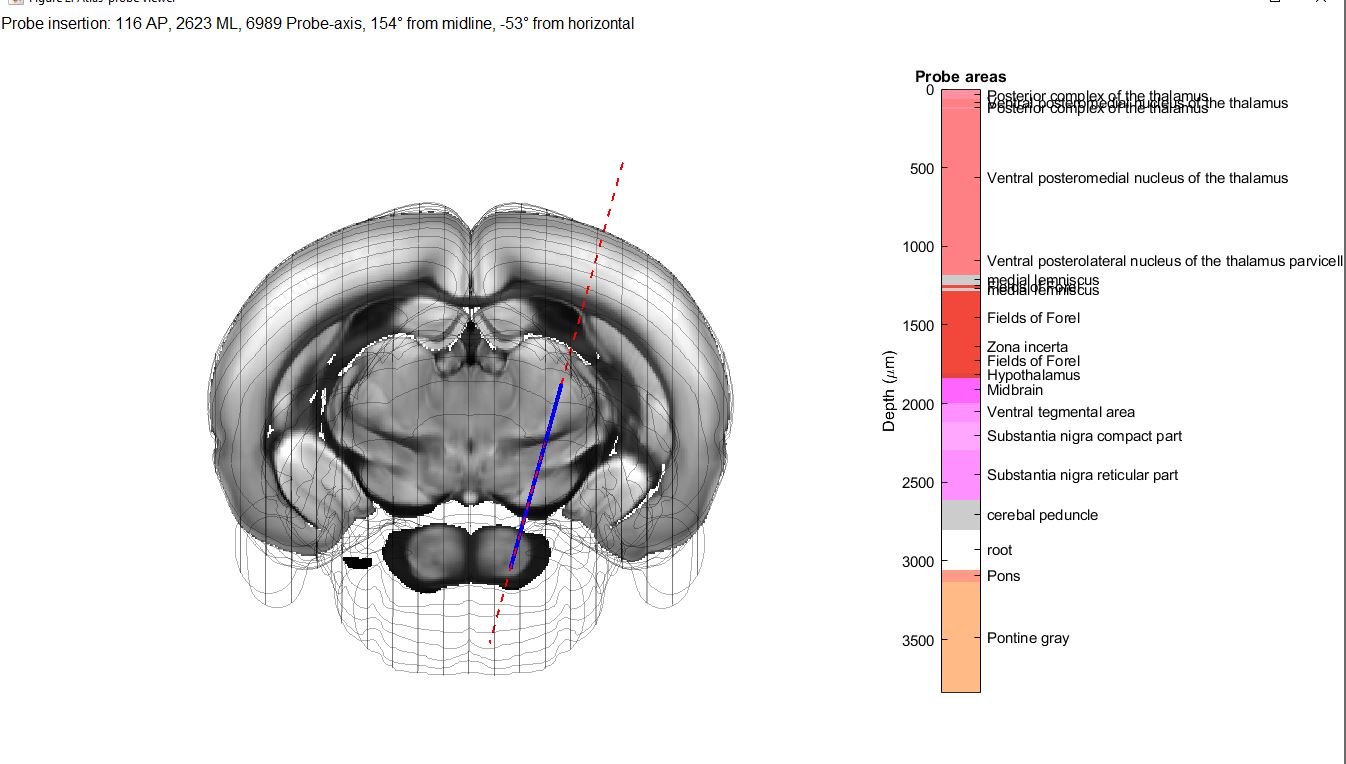 Figure 2: Atlas-probe viewer
Probe insertion: 116 AP, 2623 ML, 6989 Probe-axis, 154° from midline, -53° from horizontal
Probe areas
0
500
1000
1500
2000
2500
3000
3500
Depth (μm)
Posterior complex of the thalamus
Ventral posteromedial nucleus of the thalamus
Posterior complex of the thalamus
Ventral posteromedial nucleus of the thalamus
Ventral posterolateral nucleus of the thalamus parvicell
medial lemniscus
medial lemniscus
Fields of Forel
Zona incerta
Fields of Forel
Hypothalamus
Midbrain
Ventral tegmental area
Substantia nigra compact part
Substantia nigra reticular part
cerebal peduncle
root
Pons
Pontine gray